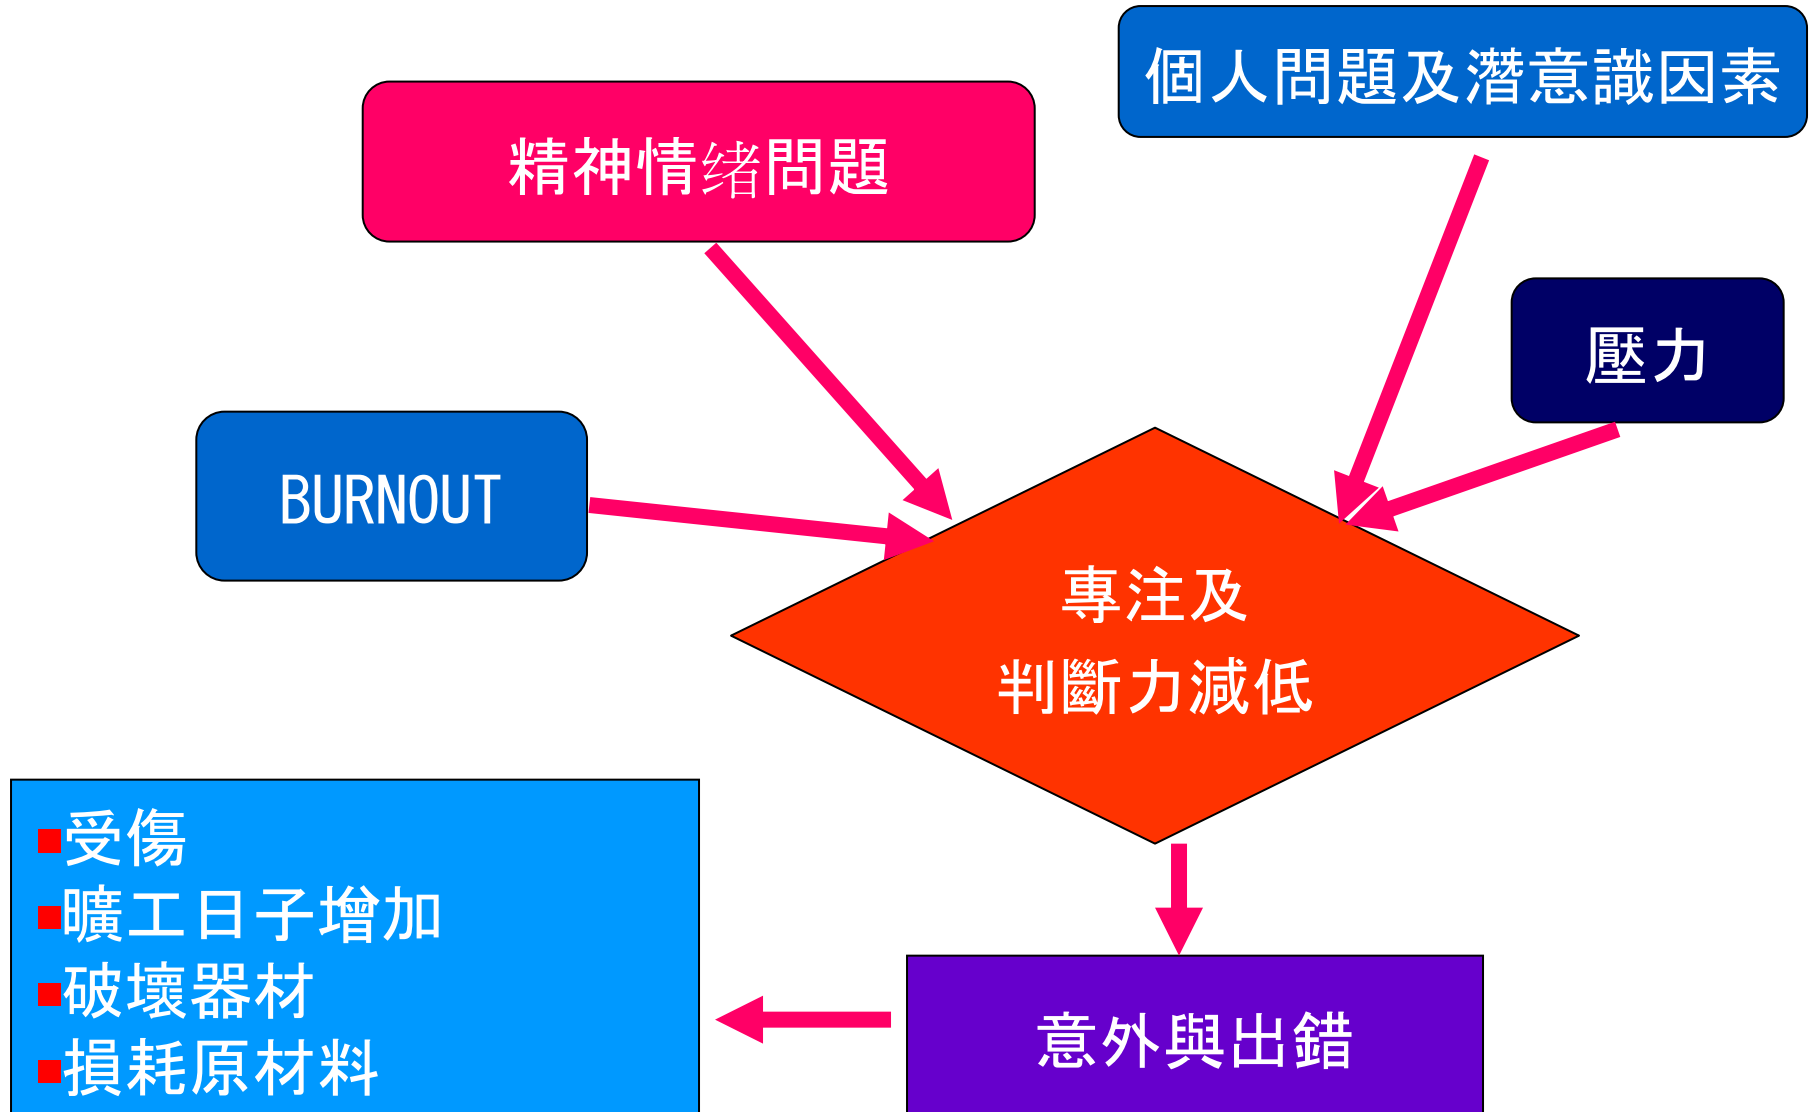 個人問題及潛意識因素
精神情绪問題
壓力
BURNOUT
專注及
判斷力減低
受傷
曠工日子增加
破壞器材
損耗原材料
意外與出錯